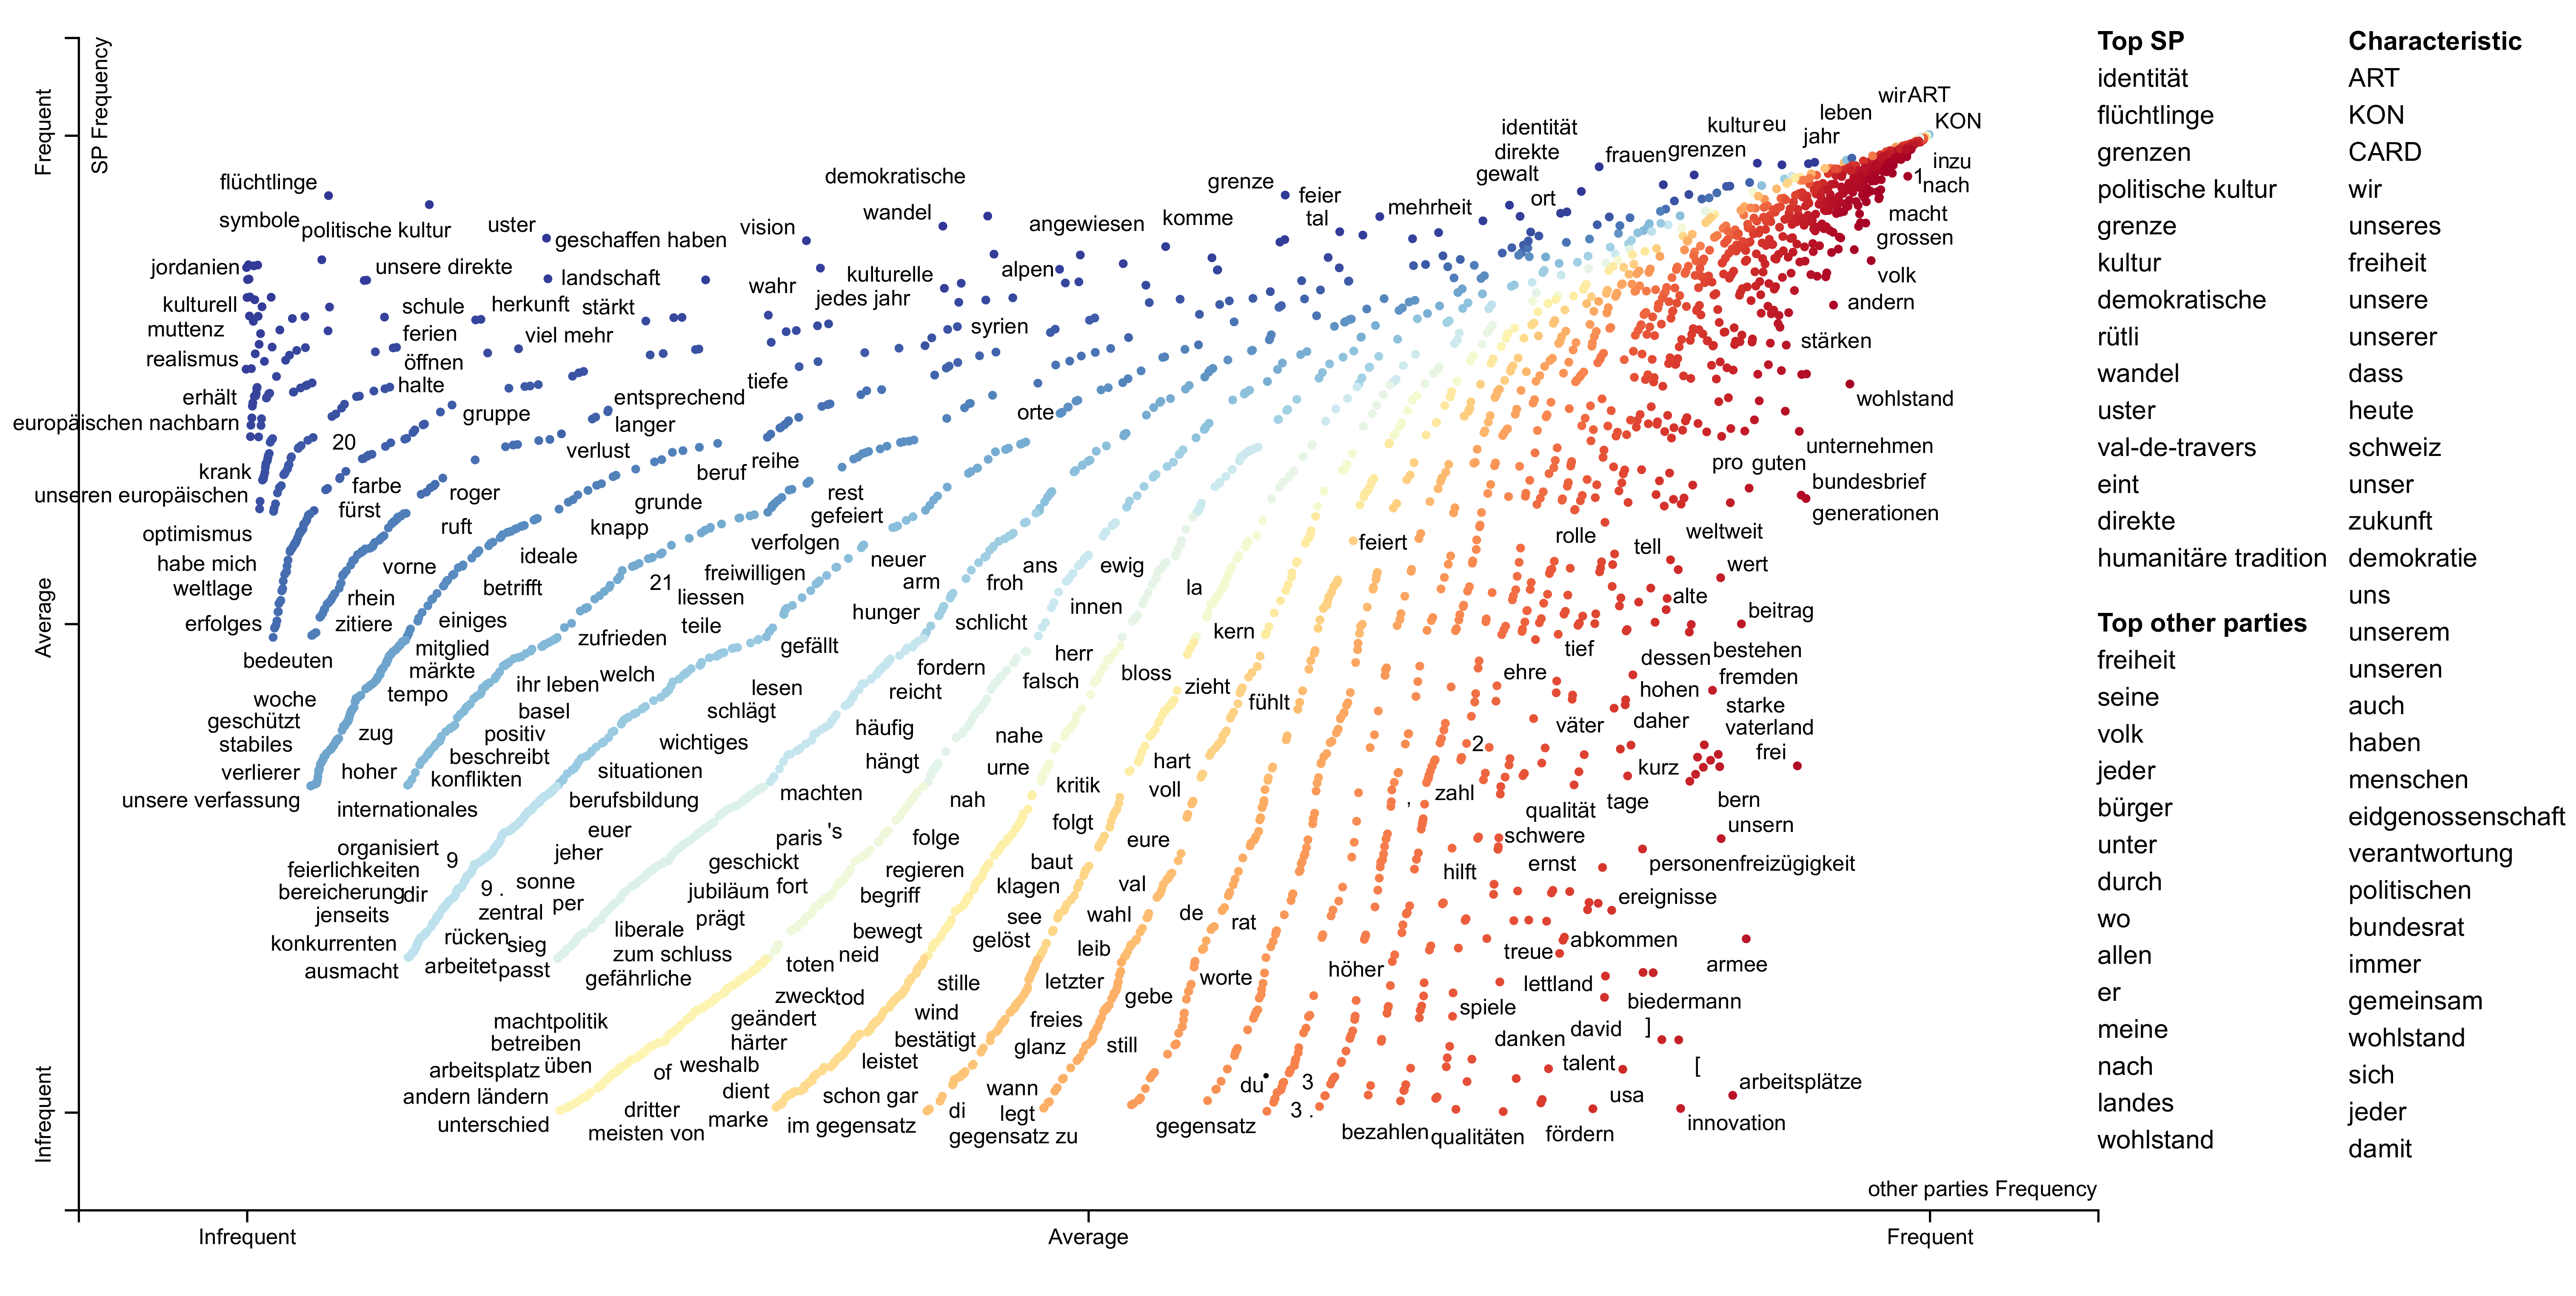 Frequent
SP Frequency
Average
Infrequent
wir ART
KON
leben
identität
kultur eu
jahr
direkte
frauen grenzen
inzu
flüchtlinge
demokratische
grenze
gewalt
1 nach
feier
ort
symbole
politische kultur
uster
wandel
tal
mehrheit
macht
geschaffen haben
vision
angewiesen
komme
grossen
jordanien
unsere direkte
landschaft
kulturelle
alpen
volk
wahr
kulturell
schule
herkunft
stärkt
jedes jahr
andern
muttenz
ferien
viel mehr
syrien
stärken
realismus
öffnen
halte
tiefe
erhält
entsprechend
wohlstand
europäischen nachbarn
gruppe
langer
orte
20
verlust
unternehmen
krank
beruf
reihe
pro guten
unseren europäischen
farbe
roger
rest
bundesbrief
fürst
grunde
gefeiert
generationen
optimismus
ruft
knapp
verfolgen
feiert
rolle
weltweit
habe mich
vorne
ideale
neuer
ans
ewig
tell
weltlage
betrifft
21
freiwilligen
arm
froh
la
wert
rhein
liessen
innen
alte
erfolges
zitiere
einiges
teile
hunger
schlicht
kern
beitrag
bedeuten
mitglied
zufrieden
gefällt
herr
tief
bestehen
märkte
welch
fordern
falsch
bloss
ehre
dessen
fremden
woche
tempo
ihr leben
lesen
reicht
zieht
fühlt
hohen
starke
geschützt
basel
schlägt
häufig
väter
daher
vaterland
stabiles
zug
positiv
wichtiges
nahe
2
frei
verlierer
hoher
beschreibt
situationen
hängt
urne
hart
kurz
unsere verfassung
konflikten
berufsbildung
machten
nah
kritik
voll
,
zahl
qualität
tage
bern
internationales
euer
paris 's
folge
folgt
eure
schwere
unsern
organisiert
9
jeher
geschickt
regieren
baut
hilft
ernst
personenfreizügigkeit
feierlichkeiten
9 .
sonne
jubiläum
fort
begriff
klagen
val
ereignisse
bereicherung dir
zentral
per
prägt
see
wahl
de
rat
jenseits
rücken
sieg
liberale
bewegt
gelöst
leib
treue
abkommen
konkurrenten
arbeitet passt
zum schluss
toten
neid
höher
armee
ausmacht
gefährliche
zweck tod
stille
letzter
gebe
worte
lettland
biedermann
machtpolitik
geändert
wind
freies
spiele
danken
david
]
betreiben
härter
bestätigt
glanz
still
talent
[
arbeitsplatz üben
of
weshalb
leistet
du
3
usa
arbeitsplätze
andern ländern
dient
schon gar
wann
3 .
unterschied
dritter
marke
im gegensatz
di
legt
gegensatz
bezahlen qualitäten
fördern
innovation
meisten von
gegensatz zu
other parties Frequency
Infrequent
Average
Frequent
Top SP
identität
flüchtlinge
grenzen
politische kultur
grenze
kultur
demokratische
rütli
wandel
uster
val-de-travers
eint
direkte
humanitäre tradition
Top other parties
freiheit
seine
volk
jeder
bürger
unter
durch
wo
allen
er
meine
nach
landes
wohlstand
Characteristic
ART
KON
CARD
wir
unseres
freiheit
unsere
unserer
dass
heute
schweiz
unser
zukunft
demokratie
uns
unserem
unseren
auch
haben
menschen
eidgenossenschaft
verantwortung
politischen
bundesrat
immer
gemeinsam
wohlstand
sich
jeder
damit